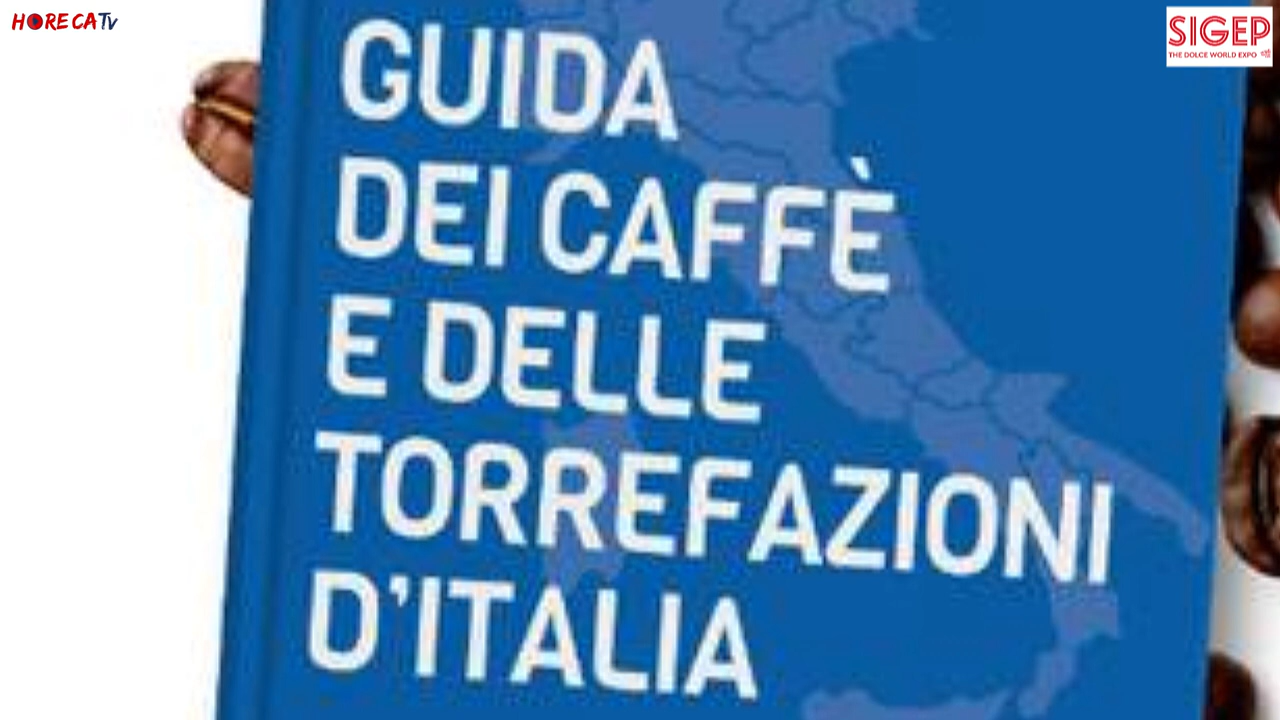 HORECATV
SIGEP
THE DOLCE WORLD EXPO
GUIDA
DEI CAFFÈ
E DELLE
TORREFAZIONI
D'ITALIA